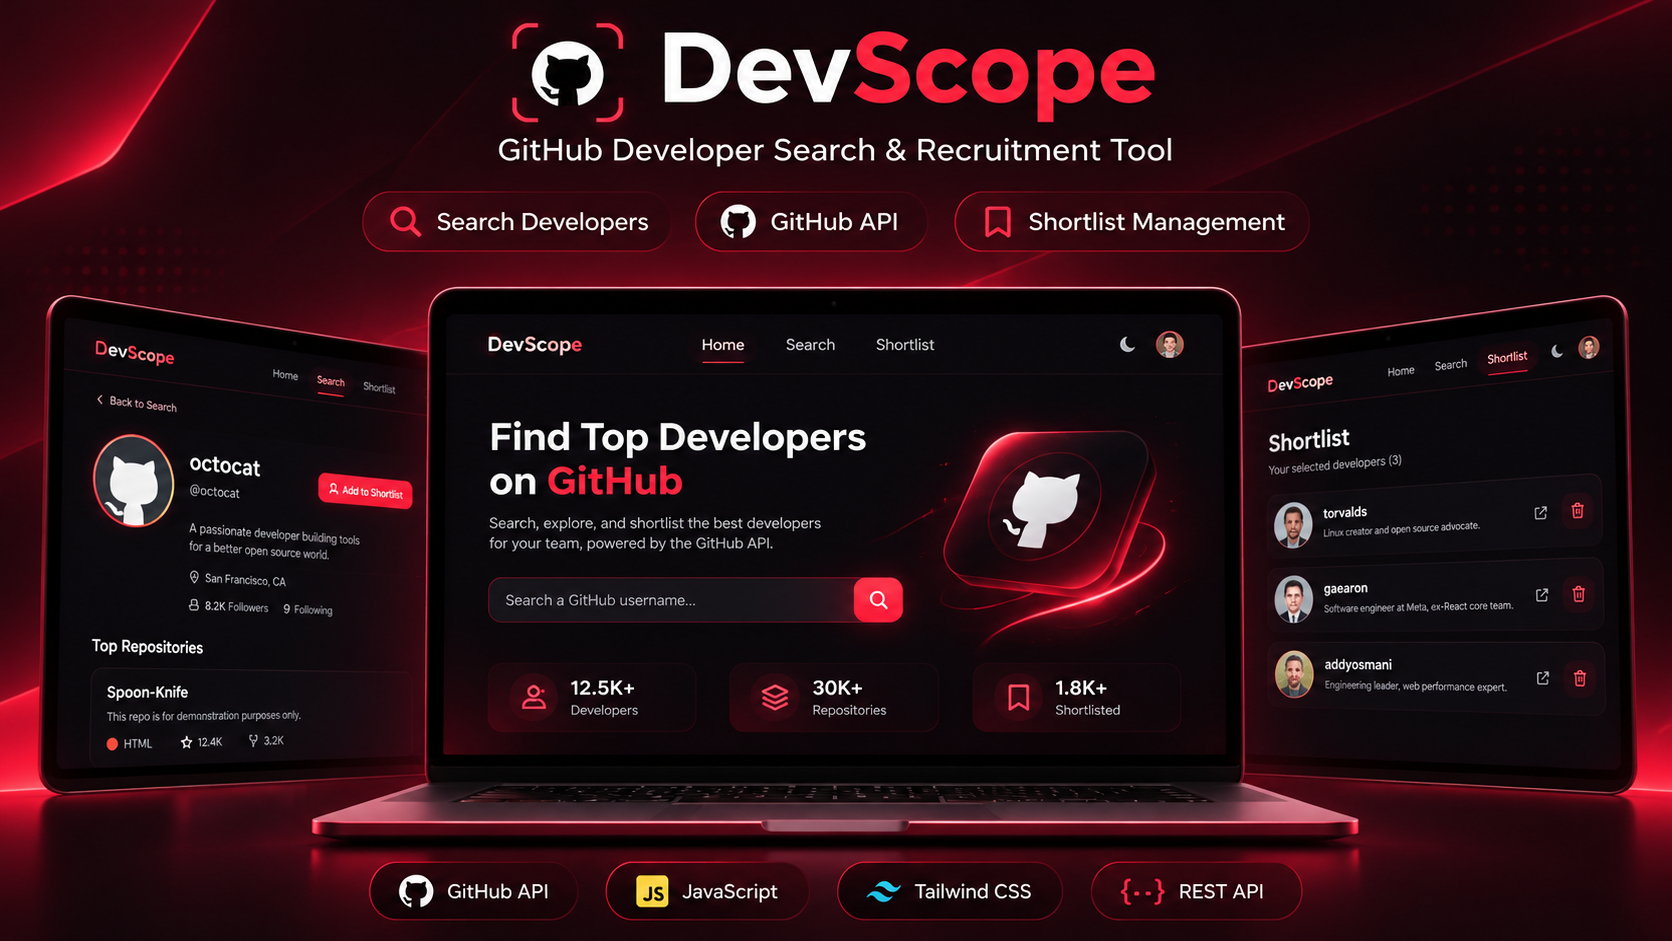 DevScope
GitHub Developer Search & Recruitment Tool
Search Developers
GitHub API
Shortlist Management
DevScope
Home
Search
Shortlist
Back to Search
octocat
@octocat
Add to Shortlist
A passionate developer building tools
for a better open source world.
San Francisco, CA
8.2K Followers
9 Following
Top Repositories
Spoon-Knife
This repo is for demonstration purposes only.
HTML
12.4K
3.2K
DevScope
Home
Search
Shortlist
Find Top Developers
on GitHub
Search, explore, and shortlist the best developers
for your team, powered by the GitHub API.
Search a GitHub username...
12.5K+
Developers
30K+
Repositories
1.8K+
Shortlisted
DevScope
Home
Search
Shortlist
Shortlist
Your selected developers (3)
torvalds
Linux creator and open source advocate.
gaearon
Software engineer at Meta, ex-React core team.
addyosmani
Engineering leader, web performance expert.
GitHub API
JS
JavaScript
Tailwind CSS
{··}
REST API